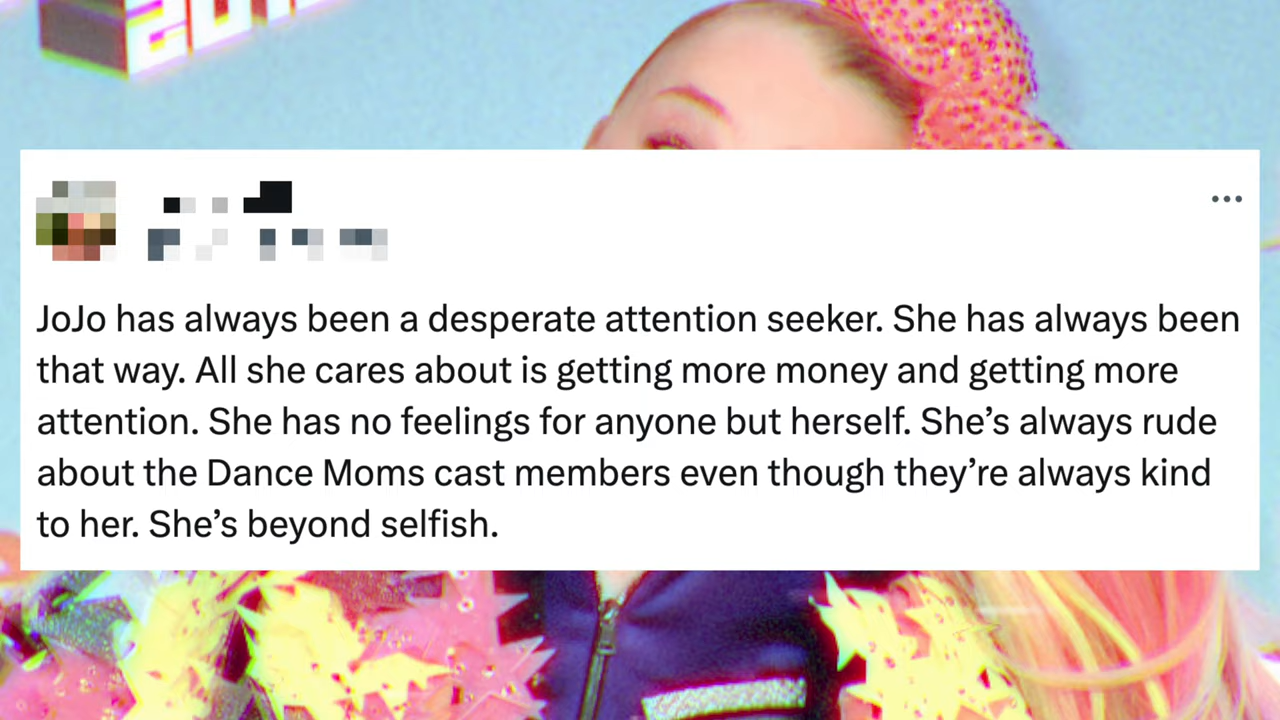 JoJo has always been a desperate attention seeker. She has always been
that way. All she cares about is getting more money and getting more
attention. She has no feelings for anyone but herself. She’s always rude
about the Dance Moms cast members even though they’re always kind
to her. She’s beyond selfish.